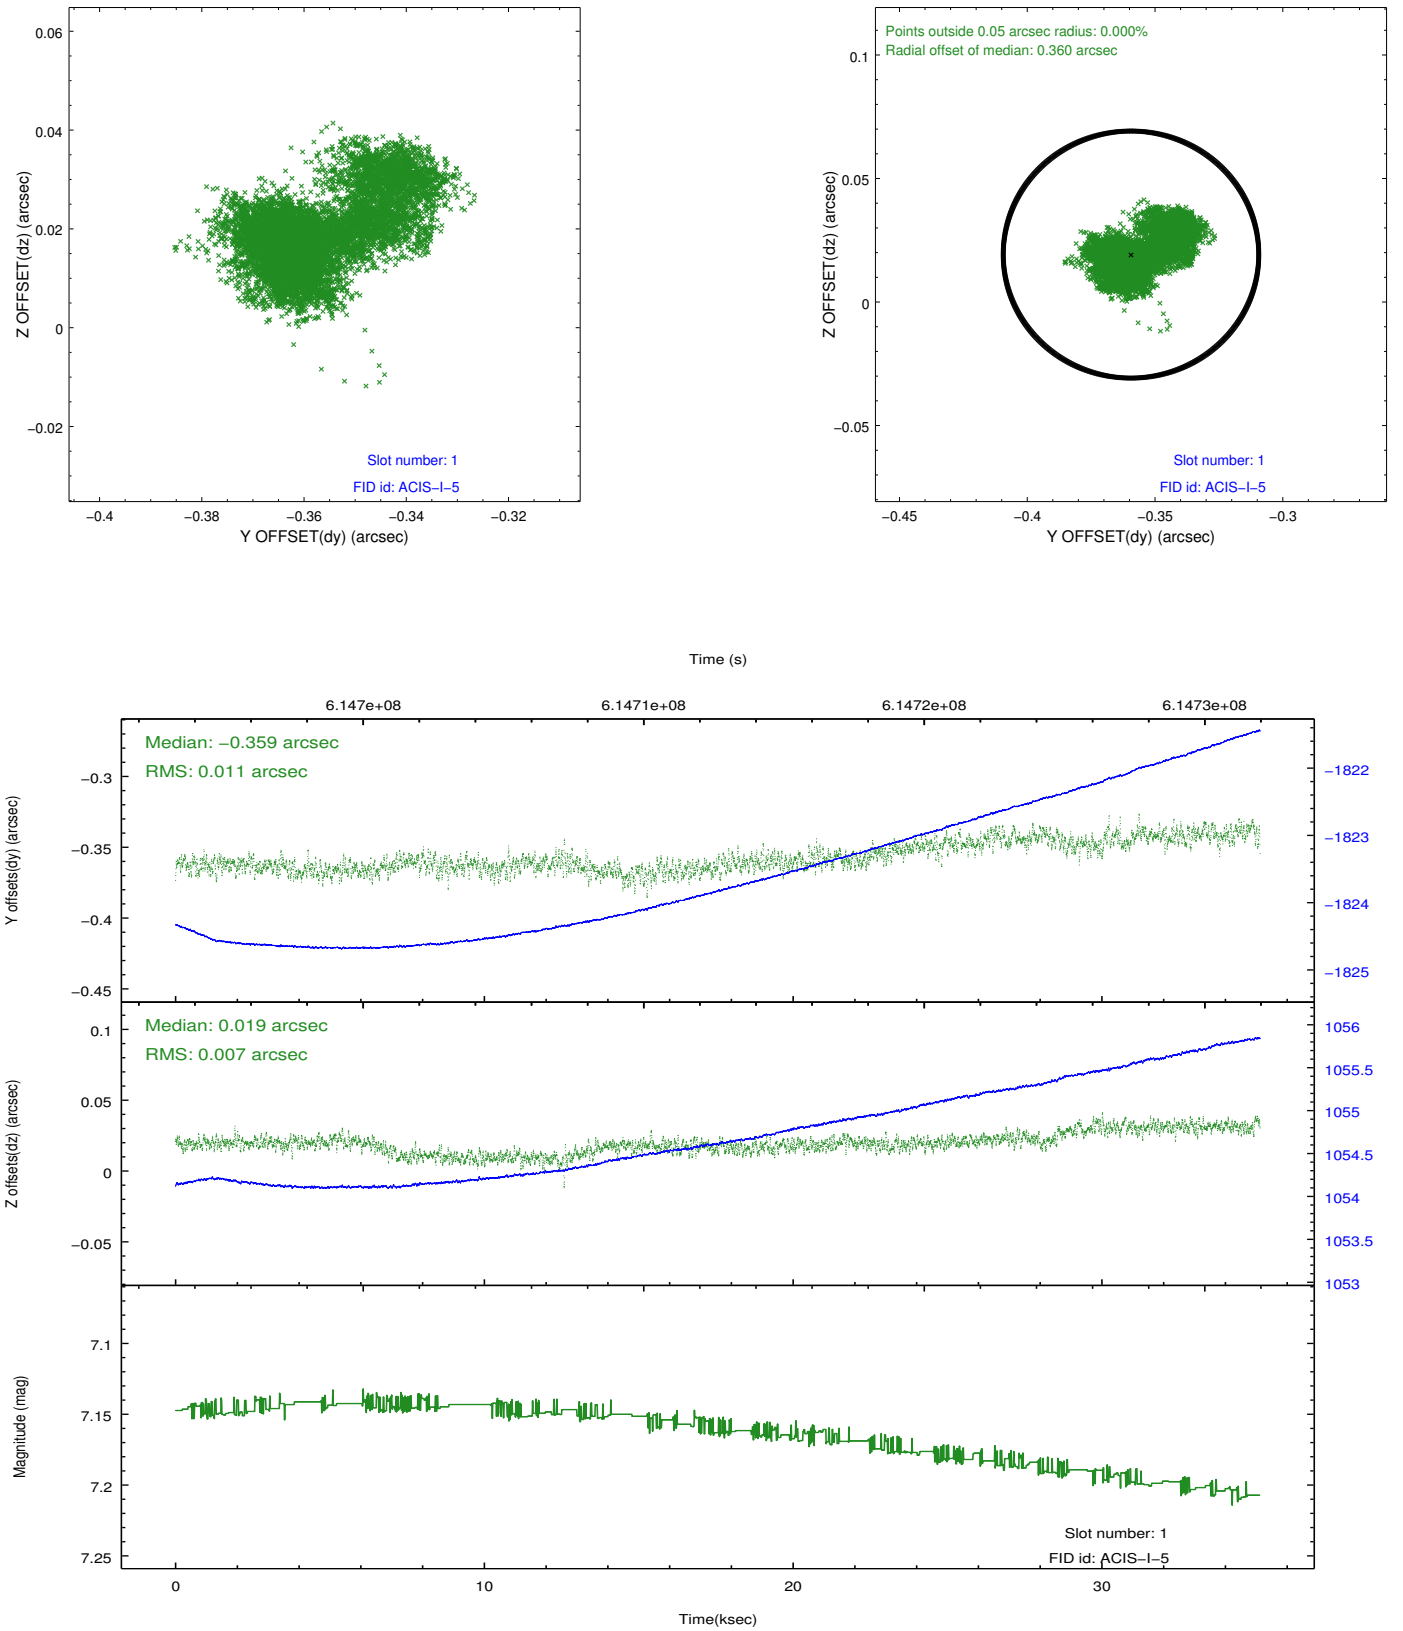 0.06
0.04
0.02
0
−0.02
Z OFFSET(dz) (arcsec)
Slot number: 1
FID id: ACIS−I−5
−0.4
−0.38
−0.36
−0.34
−0.32
Y OFFSET(dy) (arcsec)
Points outside 0.05 arcsec radius: 0.000%
Radial offset of median: 0.360 arcsec
0.1
0.05
0
−0.05
Z OFFSET(dz) (arcsec)
Slot number: 1
FID id: ACIS−I−5
−0.45
−0.4
−0.35
−0.3
Y OFFSET(dy) (arcsec)
Time (s)
6.147e+08
6.1471e+08
6.1472e+08
6.1473e+08
Median: −0.359 arcsec
RMS: 0.011 arcsec
−0.3
−0.35
−0.4
−0.45
Y offsets(dy) (arcsec)
−1822
−1823
−1824
−1825
Median: 0.019 arcsec
RMS: 0.007 arcsec
0.1
0.05
0
−0.05
Z offsets(dz) (arcsec)
1056
1055.5
1055
1054.5
1054
1053.5
1053
7.1
7.15
7.2
7.25
Magnitude (mag)
Slot number: 1
FID id: ACIS−I−5
0
10
20
30
Time(ksec)